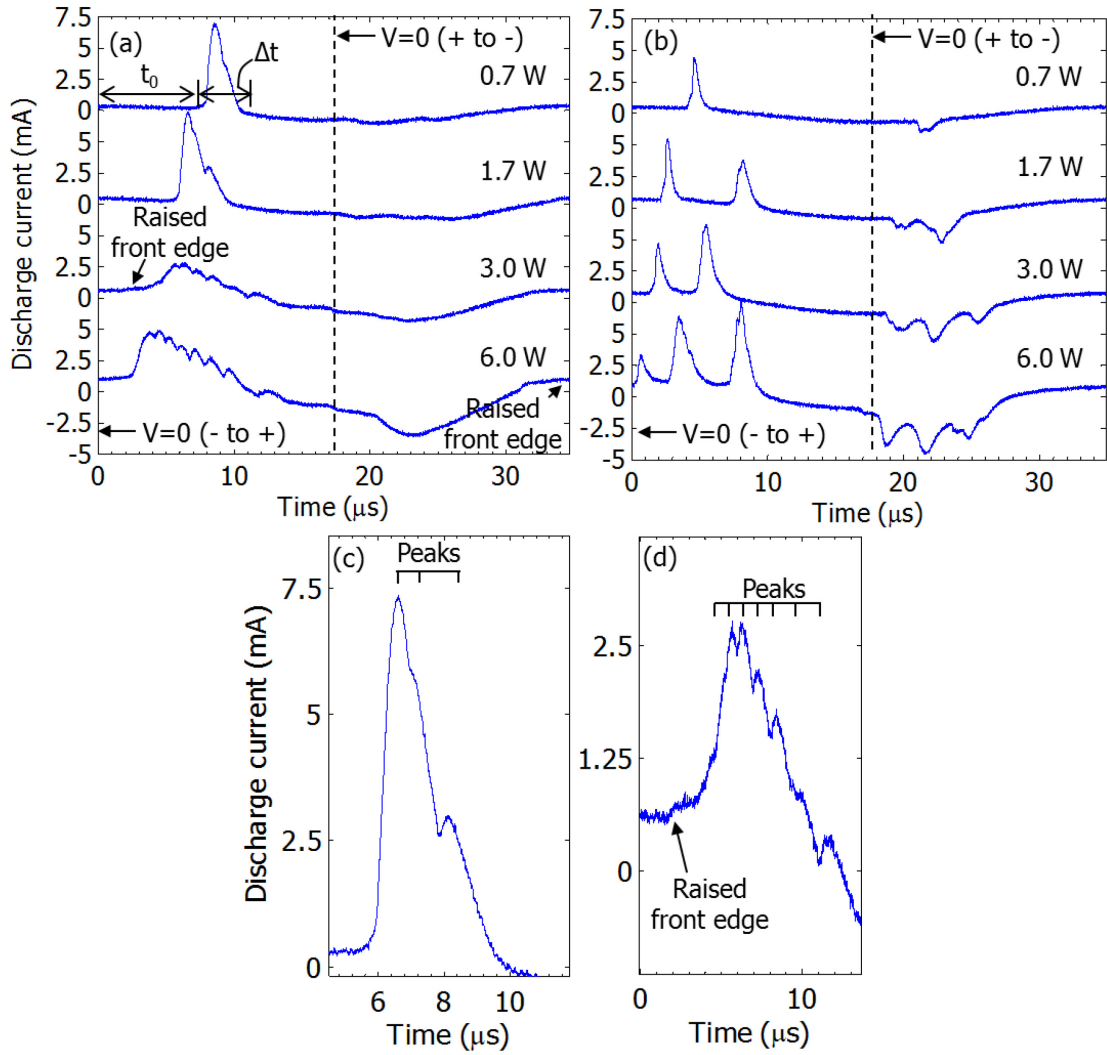 (a)
V=0 (+ to -)
t0
Δt
0.7 W
1.7 W
Raised
front edge
3.0 W
6.0 W
Raised
front edge
V=0 (- to +)
7.5
5
2.5
0
5
2.5
0
2.5
0
5
2.5
0
-2.5
-5
0 10 20 30
Discharge current (mA)
Time (μs)
(b)
V=0 (+ to -)
0.7 W
1.7 W
3.0 W
6.0 W
V=0 (- to +)
7.5
5
2.5
0
5
2.5
0
5
2.5
0
5
2.5
0
-2.5
-5
0 10 20 30
Time (μs)
(c)
Peaks
7.5
5
2.5
0
6 8 10
Discharge current (mA)
Time (μs)
(d)
Peaks
2.5
1.25
0
Raised
front edge
0 10
Time (μs)